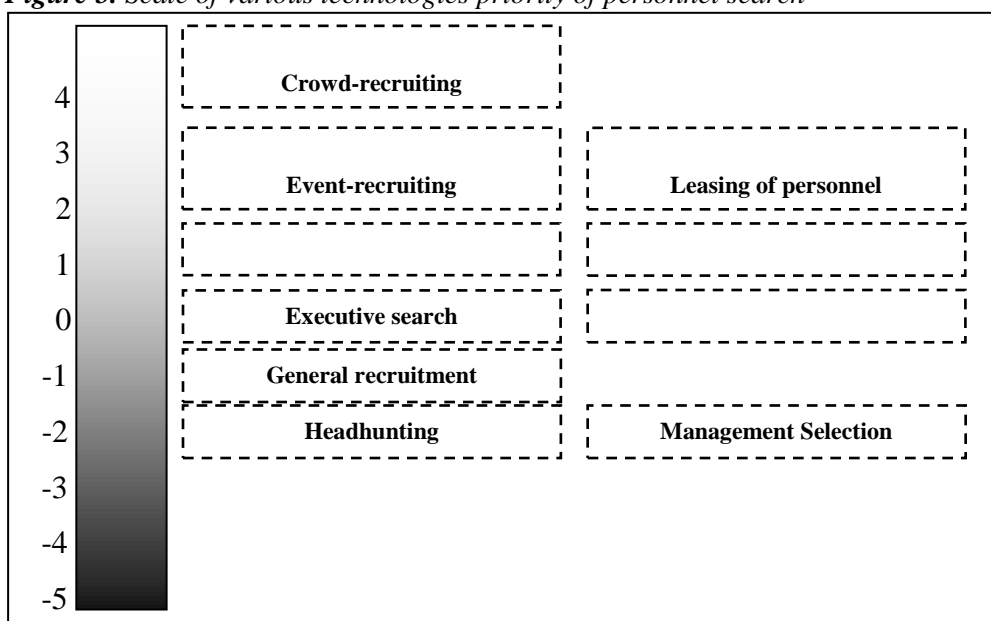 4
Crowd-recruiting
3
Event-recruiting Leasing of personnel
2
1
0 Executive search
-1 General recruitment
-2 Headhunting Management Selection
-3
-4
-5